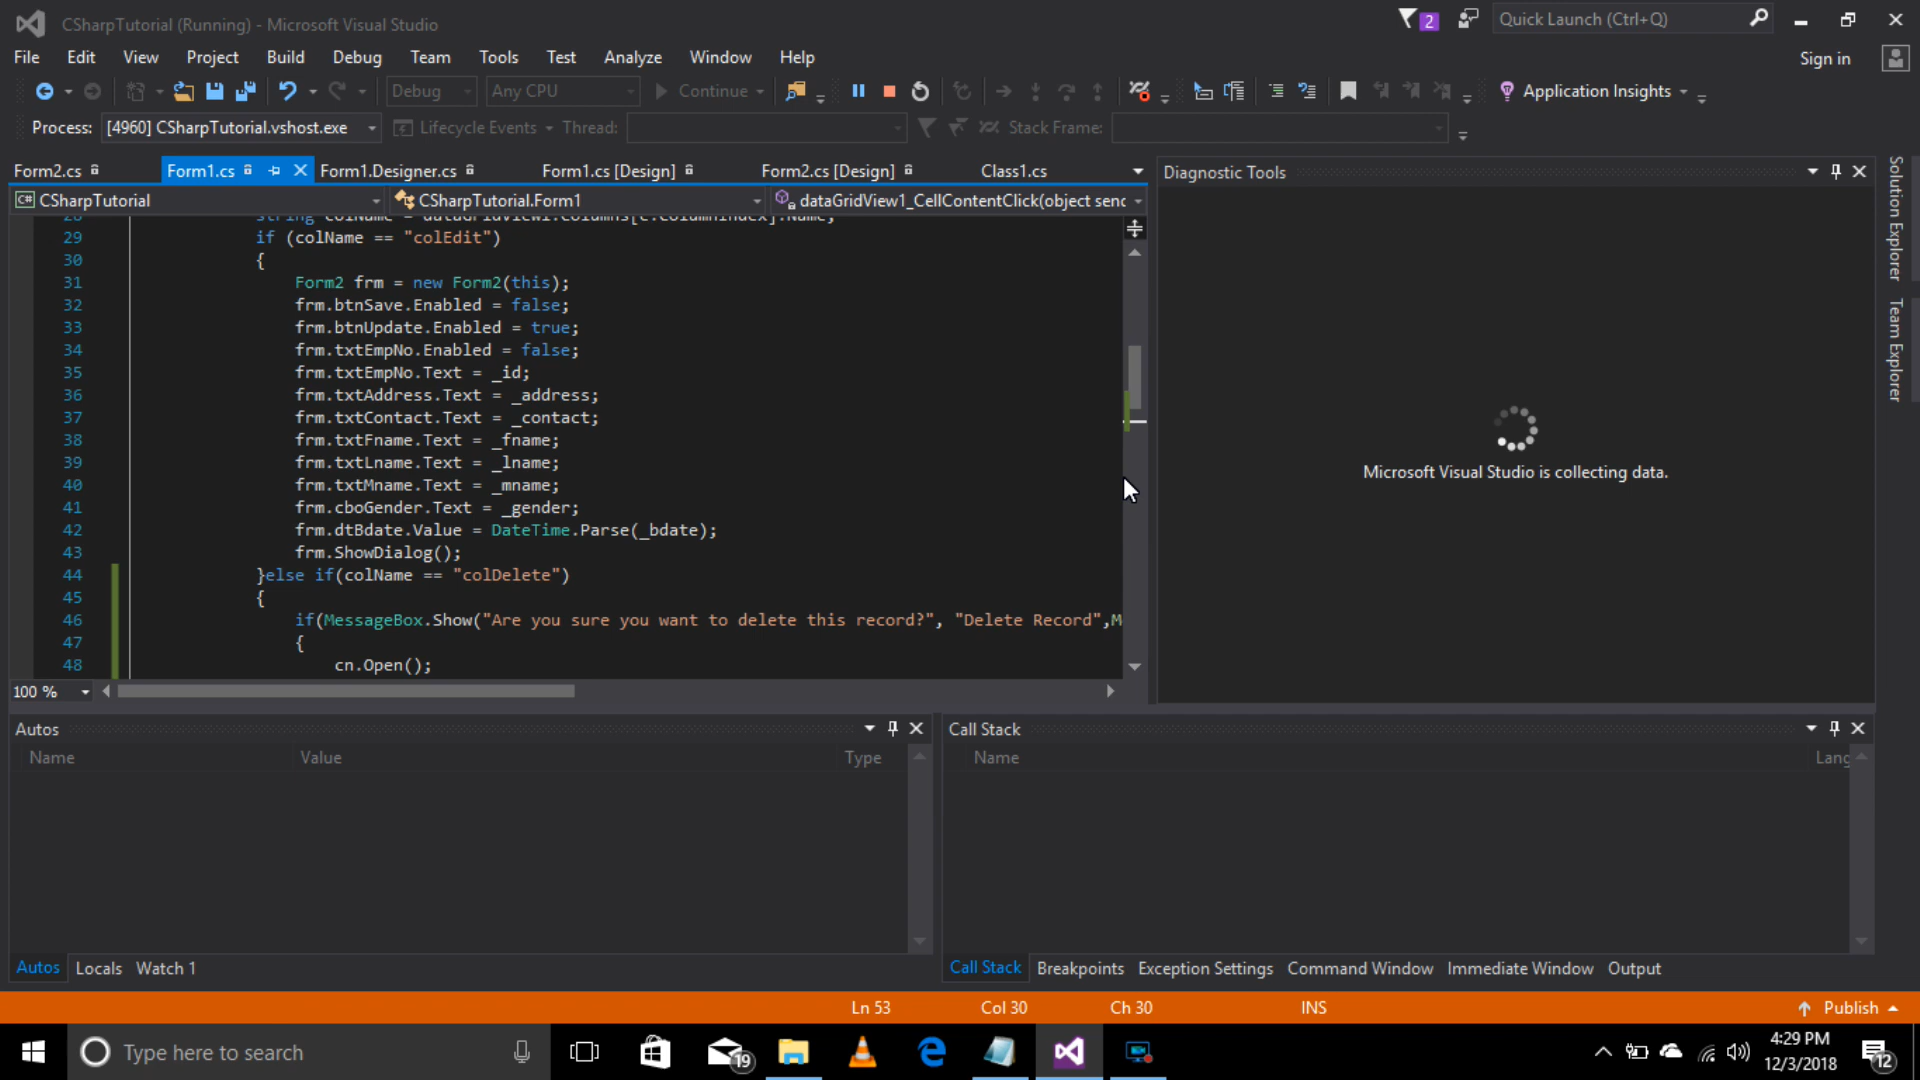 CSharpTutorial (Running) - Microsoft Visual Studio
2
Quick Launch (Ctrl+Q)
File Edit View Project Build Debug Team Tools Test Analyze Window Help
Sign in
Debug Any CPU Continue Application Insights
Process: [4960] CSharpTutorial.vshost.exe Lifecycle Events Thread: Stack Frame:
Form2.cs Form1.cs Form1.Designer.cs Form1.cs [Design] Form2.cs [Design] Class1.cs
Diagnostic Tools
CSharpTutorial CSharpTutorial.Form1 dataGridView1_CellContentClick(object senc
28 string colName = dataGridView1.Columns[e.ColumnIndex].Name;
29 if (colName == "colEdit")
30 {
31 Form2 frm = new Form2(this);
32 frm.btnSave.Enabled = false;
33 frm.btnUpdate.Enabled = true;
34 frm.txtEmpNo.Enabled = false;
35 frm.txtEmpNo.Text = _id;
36 frm.txtAddress.Text = _address;
37 frm.txtContact.Text = _contact;
38 frm.txtFname.Text = _fname;
39 frm.txtLname.Text = _lname;
40 frm.txtMname.Text = _mname;
41 frm.cboGender.Text = _gender;
42 frm.dtBdate.Value = DateTime.Parse(_bdate);
43 frm.ShowDialog();
44 }else if(colName == "colDelete")
45 {
46 if(MessageBox.Show("Are you sure you want to delete this record?", "Delete Record",M
47 {
48 cn.Open();
100 %
Microsoft Visual Studio is collecting data.
Solution Explorer
Team Explorer
Autos
Name Value Type
Call Stack
Name Lang
Autos Locals Watch 1
Call Stack Breakpoints Exception Settings Command Window Immediate Window Output
Ln 53 Col 30 Ch 30 INS Publish
Type here to search
19
4:29 PM
12/3/2018
12